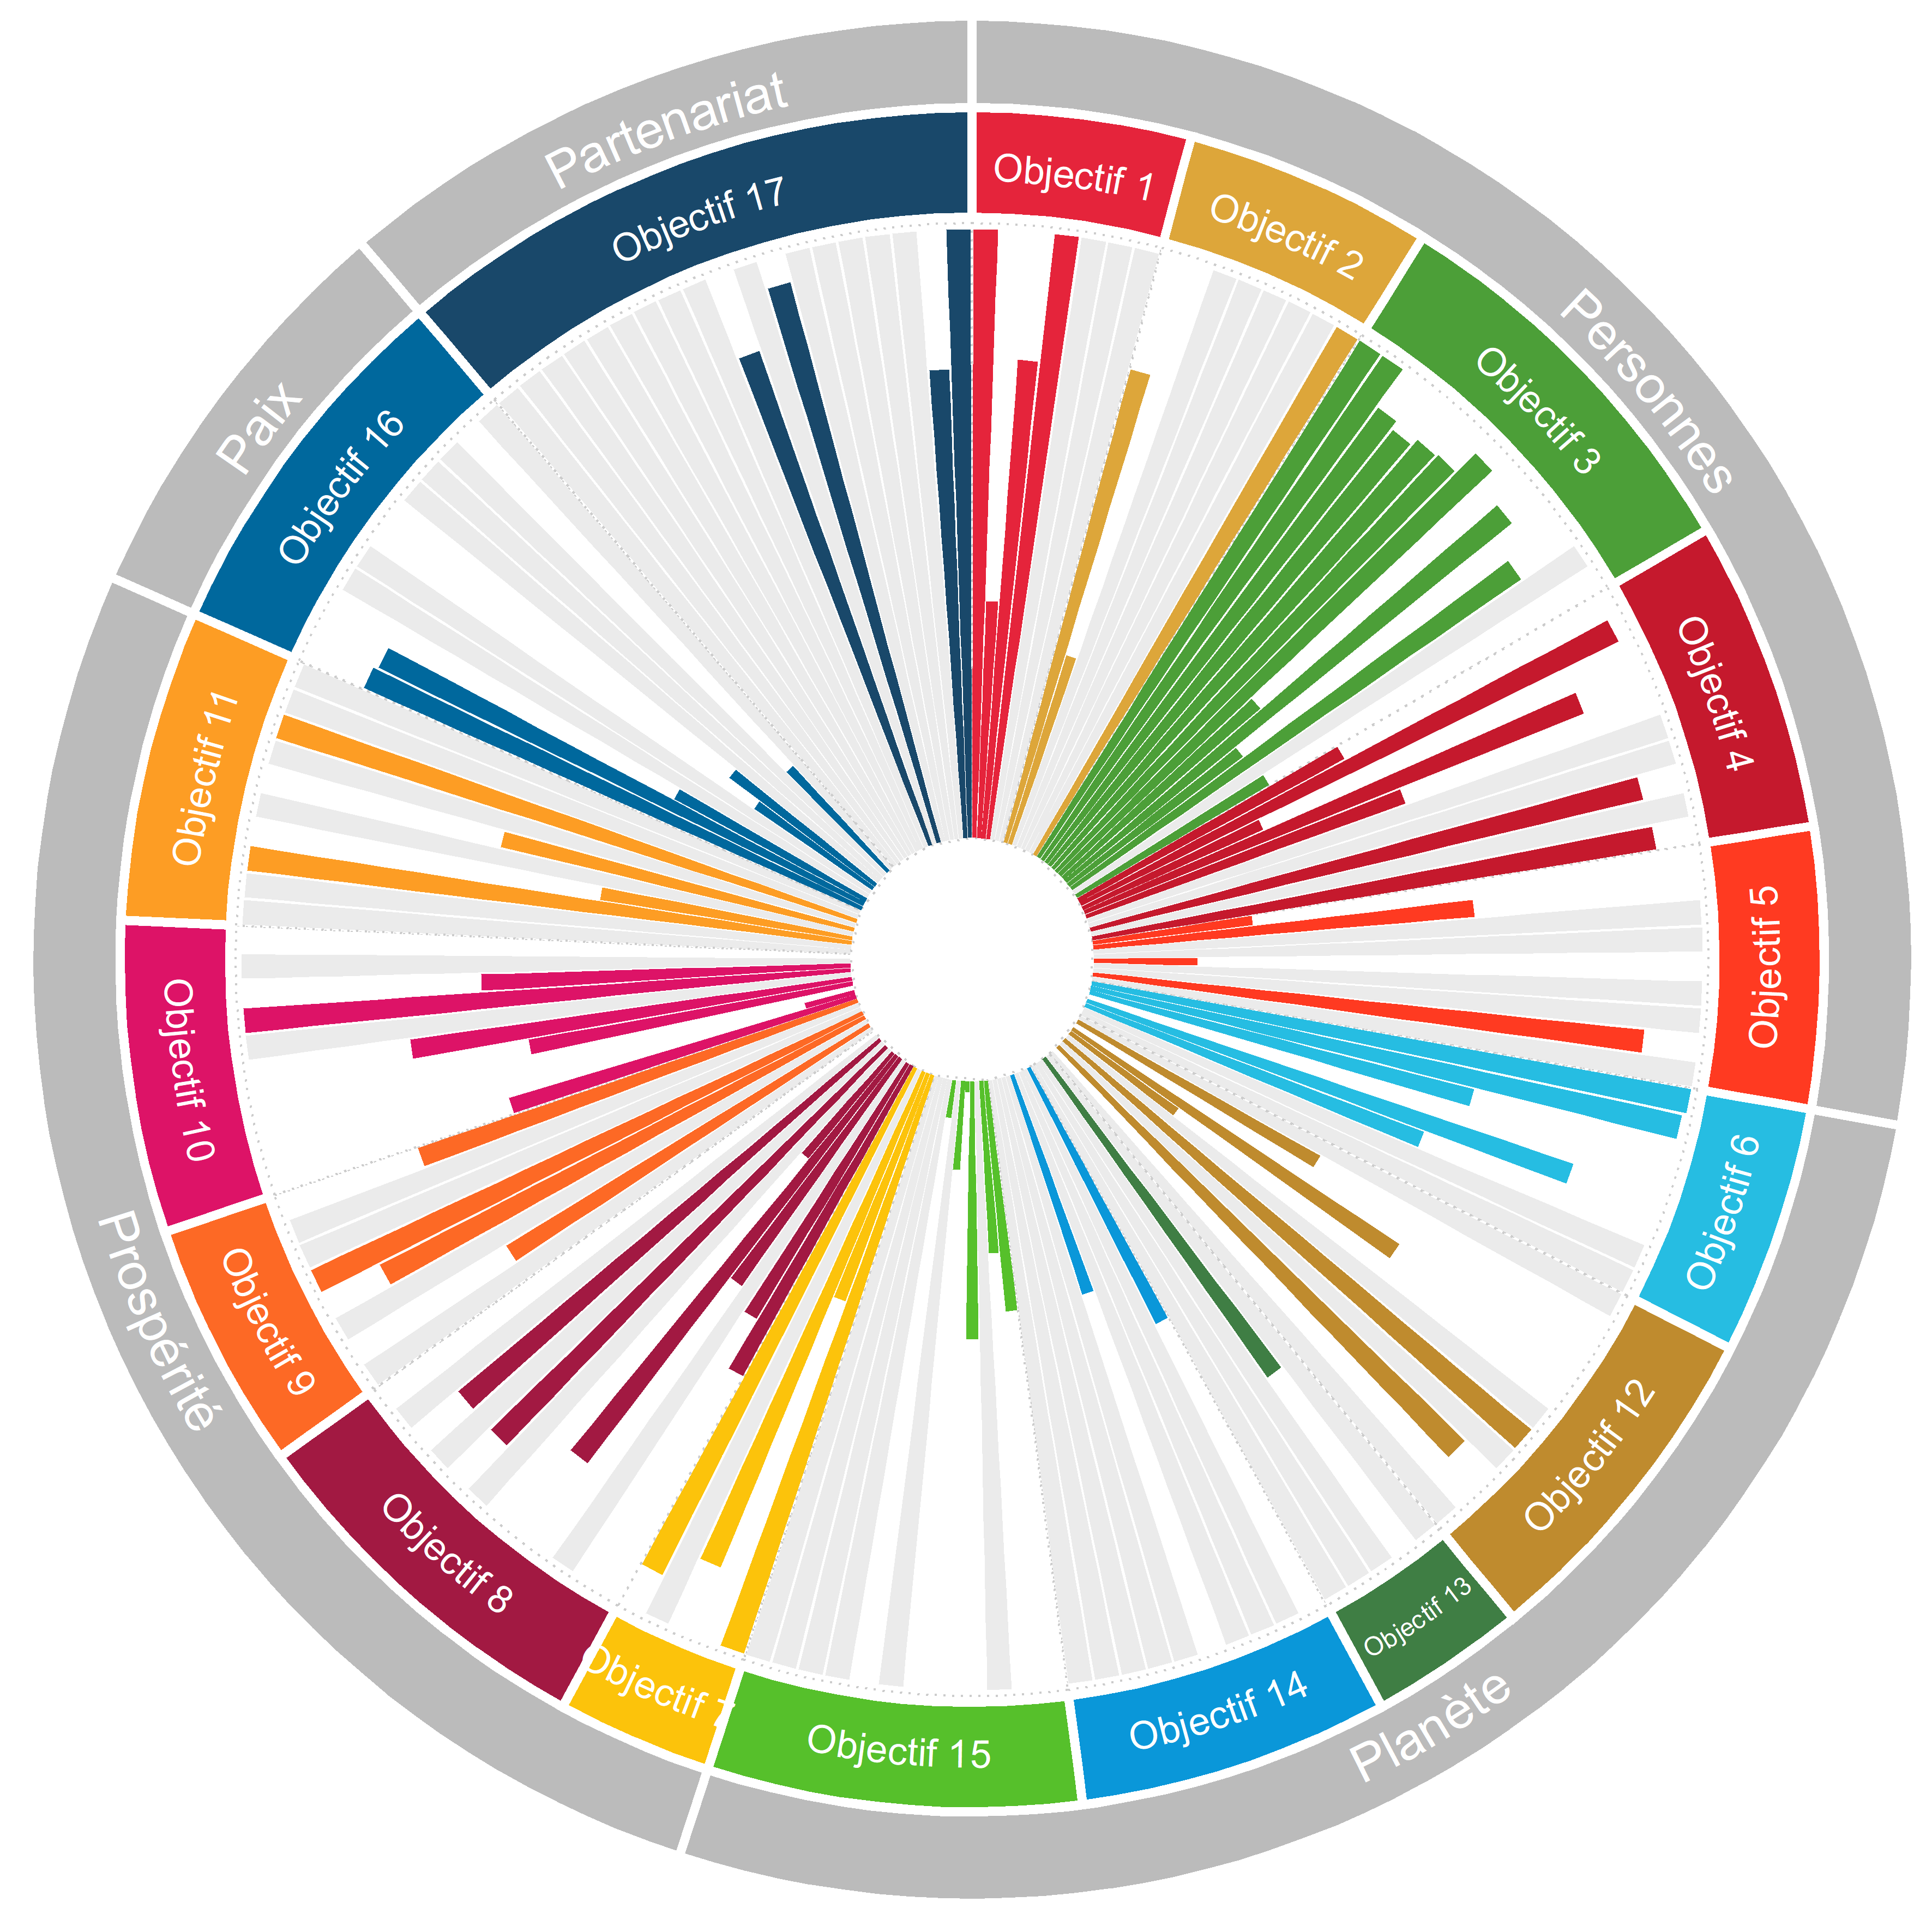 Personnes
Objectif 1
Objectif 2
Objectif 3
Objectif 4
Objectif 5
Planète
Objectif 6
Objectif 12
Objectif 13
Objectif 14
Objectif 15
Prospérité
Objectif 7
Objectif 8
Objectif 9
Objectif 10
Objectif 11
Paix
Objectif 16
Partenariat
Objectif 17